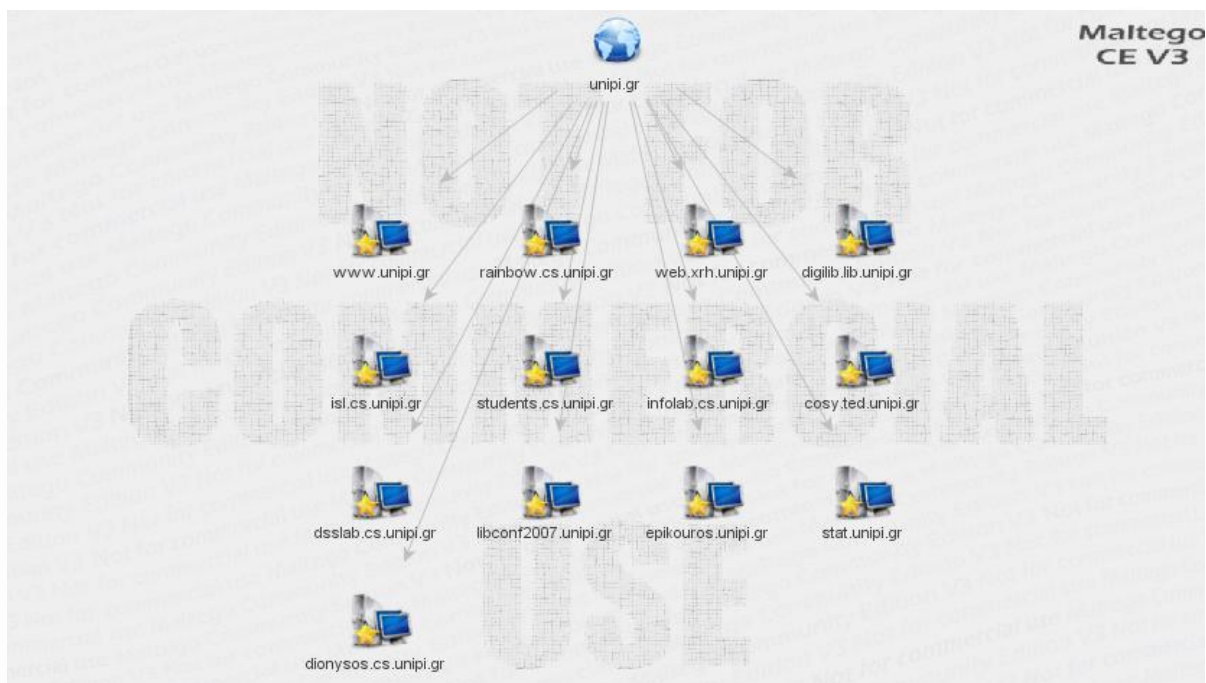 Maltego
CE V3
unipi.gr
NOT FOR
www.unipi.gr
rainbow.cs.unipi.gr
web.xrh.unipi.gr
digilib.lib.unipi.gr
COMMERCIAL
isl.cs.unipi.gr
students.cs.unipi.gr
infolab.cs.unipi.gr
cosy.ted.unipi.gr
dsslab.cs.unipi.gr
libconf2007.unipi.gr
epikouros.unipi.gr
stat.unipi.gr
USE
dionysos.cs.unipi.gr